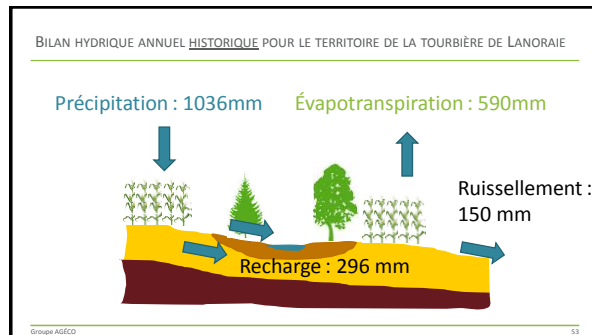 BILAN HYDRIQUE ANNUEL HISTORIQUE POUR LE TERRITOIRE DE LA TOURBIÈRE DE LANORAIE
Précipitation : 1036mm
Évapotranspiration : 590mm
Ruissellement :
150 mm
Recharge : 296 mm
Groupe AGÉCO
53